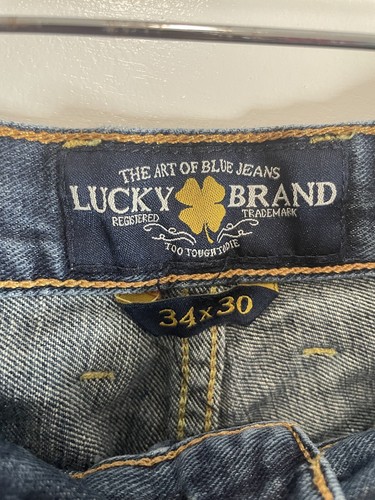 THE ART OF BLUE JEANS
LUCKY BRAND
REGISTERED TRADEMARK
TOO TOUGH TO DIE
34x30